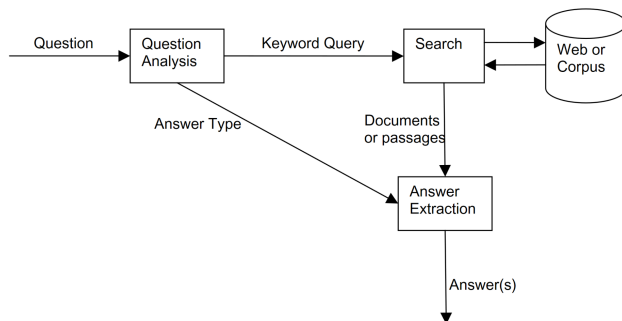 Question
Question
Analysis
Keyword Query
Search
Web or
Corpus
Answer Type
Documents
or passages
Answer
Extraction
Answer(s)